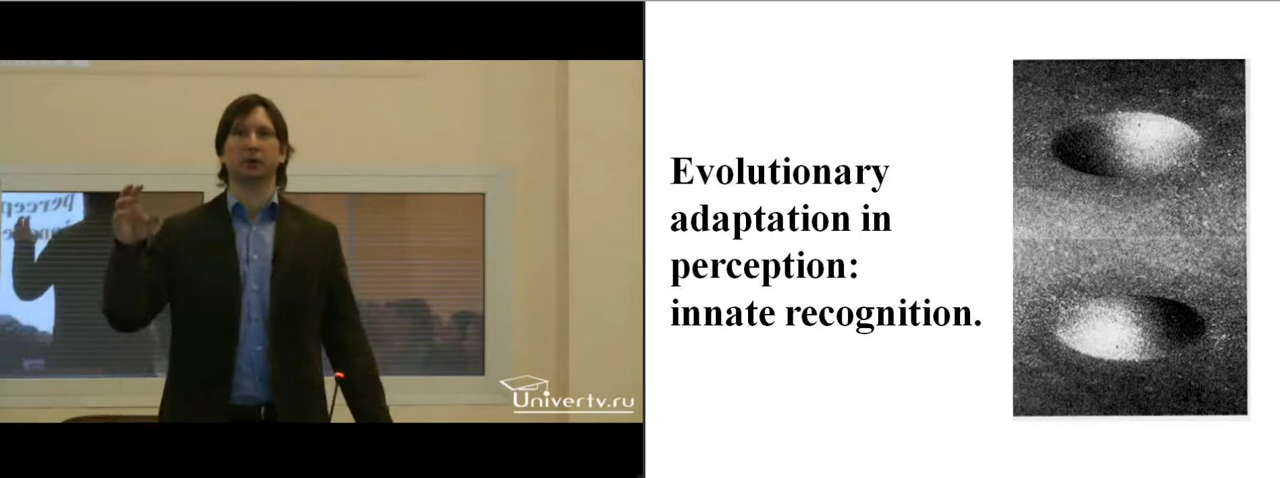 Evolutionary
adaptation in
perception:
innate recognition.
Univertv.ru